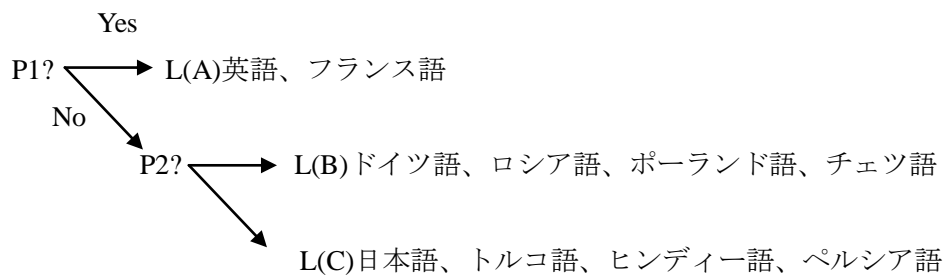 Yes
P1? L(A)英語、フランス語
No
P2? L(B)ドイツ語、ロシア語、ポーランド語、チェツ語
L(C)日本語、トルコ語、ヒンディー語、ペルシア語